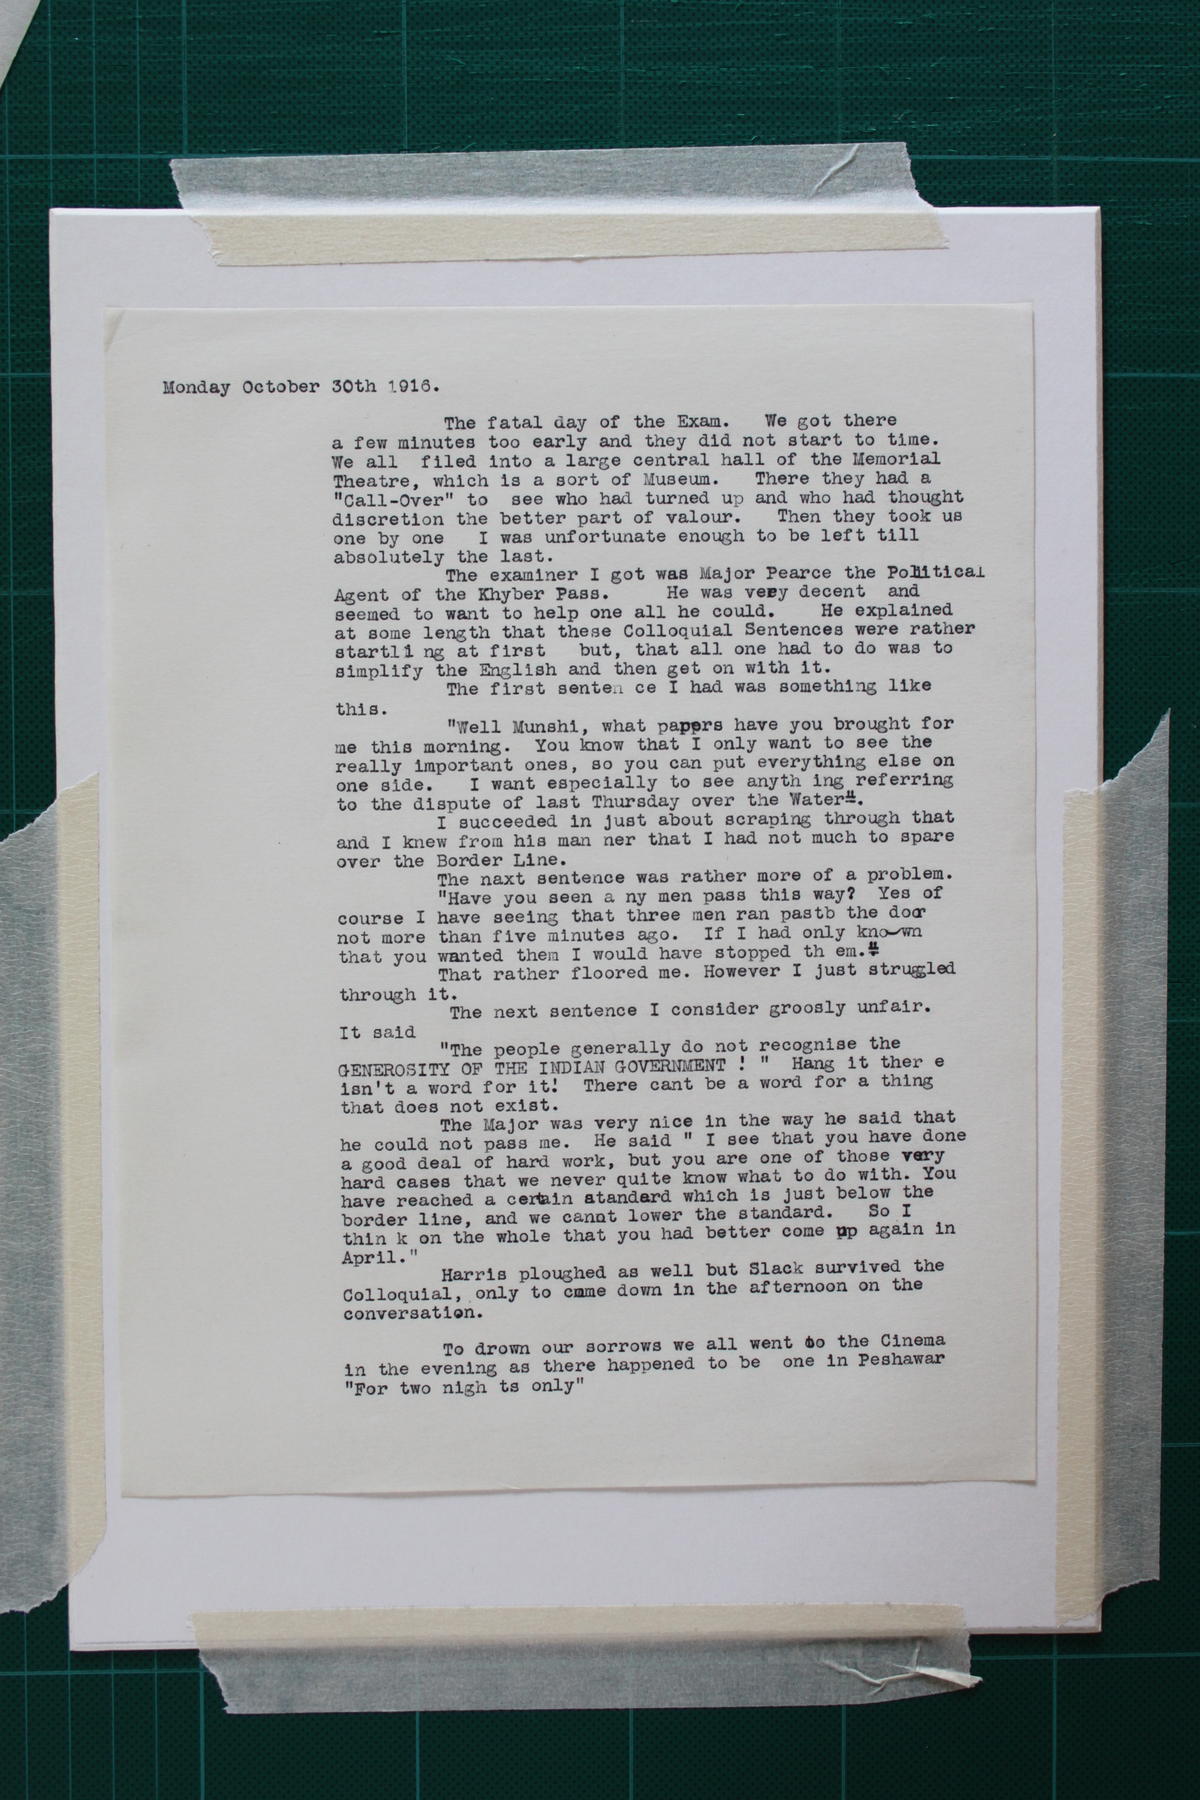 Monday October 30th 1916.
The fatal day of the Exam. We got there
a few minutes too early and they did not start to time.
We all filed into a large central hall of the Memorial
Theatre, which is a sort of Museum. There they had a
"Call-Over" to see who had turned up and who had thought
discretion the better part of valour. Then they took us
one by one I was unfortunate enough to be left till
absolutely the last.
The examiner I got was Major Pearce the Political
Agent of the Khyber Pass. He was very decent and
seemed to want to help one all he could. He explained
at some length that these Colloquial Sentences were rather
startli ng at first but, that all one had to do was to
simplify the English and then get on with it.
The first senten ce I had was something like
this.
"Well Munshi, what papers have you brought for
me this morning. You know that I only want to see the
really important ones, so you can put everything else on
one side. I want especially to see anyth ing referring
to the dispute of last Thursday over the Water".
I succeeded in just about scraping through that
and I knew from his man ner that I had not much to spare
over the Border Line.
The naxt sentence was rather more of a problem.
"Have you seen a ny men pass this way? Yes of
course I have seeing that three men ran pastb the door
not more than five minutes ago. If I had only known
that you wanted them I would have stopped th em."
That rather floored me. However I just struggled
through it.
The next sentence I consider groosly unfair.
It said
"The people generally do not recognise the
GENEROSITY OF THE INDIAN GOVERNMENT ! " Hang it ther e
isn't a word for it! There cant be a word for a thing
that does not exist.
The Major was very nice in the way he said that
he could not pass me. He said " I see that you have done
a good deal of hard work, but you are one of those very
hard cases that we never quite know what to do with. You
have reached a certain standard which is just below the
border line, and we cannt lower the standard. So I
thin k on the whole that you had better come up again in
April."
Harris ploughed as well but Slack survived the
Colloquial, only to come down in the afternoon on the
conversation.
To drown our sorrows we all went to the Cinema
in the evening as there happened to be one in Peshawar
"For two nigh ts only"